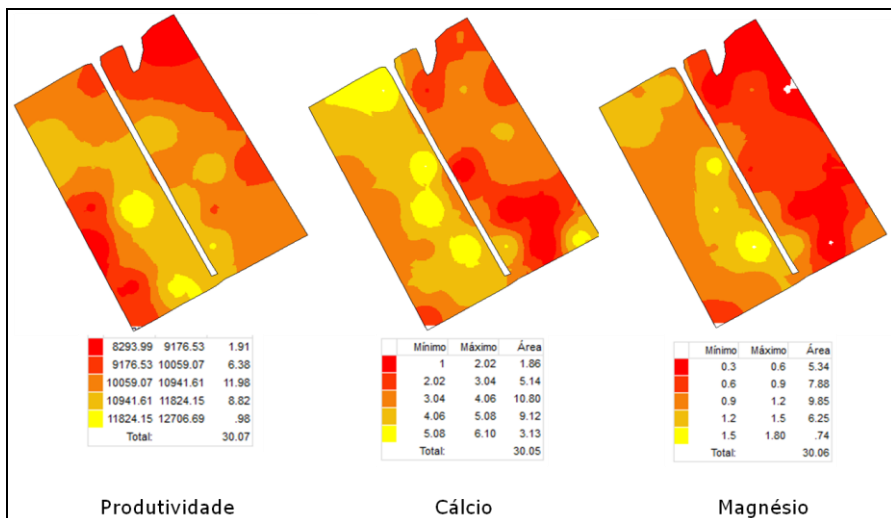 8293.99 9176.53 1.91
9176.53 10059.07 6.38
10059.07 10941.61 11.98
10941.61 11824.15 8.82
11824.15 12706.69 .98
Total: 30.07
Mínimo Máximo Área
1 2.02 1.86
2.02 3.04 5.14
3.04 4.06 10.80
4.06 5.08 9.12
5.08 6.10 3.13
Total: 30.05
Mínimo Máximo Área
0.3 0.6 5.34
0.6 0.9 7.88
0.9 1.2 9.85
1.2 1.5 6.25
1.5 1.80 .74
Total: 30.06
Produtividade
Cálcio
Magnésio